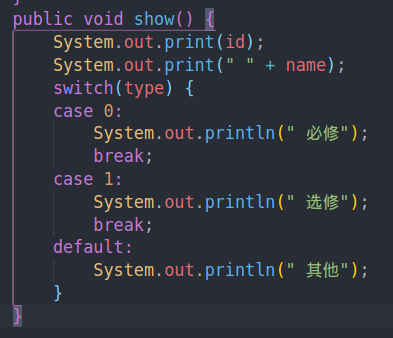 }
public void show() {
    System.out.print(id);
    System.out.print(" " + name);
    switch(type) {
    case 0:
        System.out.println(" 必修");
        break;
    case 1:
        System.out.println(" 选修");
        break;
    default:
        System.out.println(" 其他");
    }
}